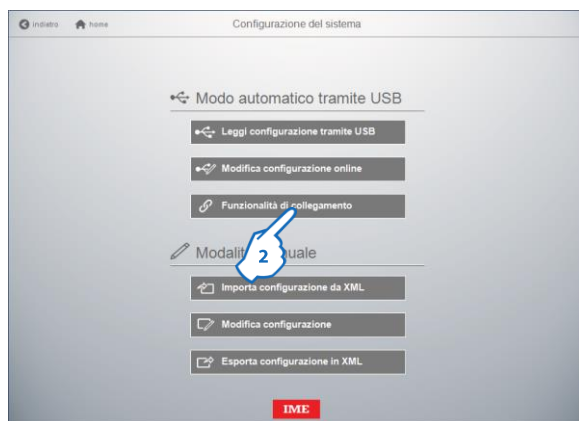 indietro home Configurazione del sistema
Modo automatico tramite USB
Leggi configurazione tramite USB
Modifica configurazione online
Funzionalità di collegamento
2
Importa configurazione da XML
Modifica configurazione
Esporta configurazione in XML
IME